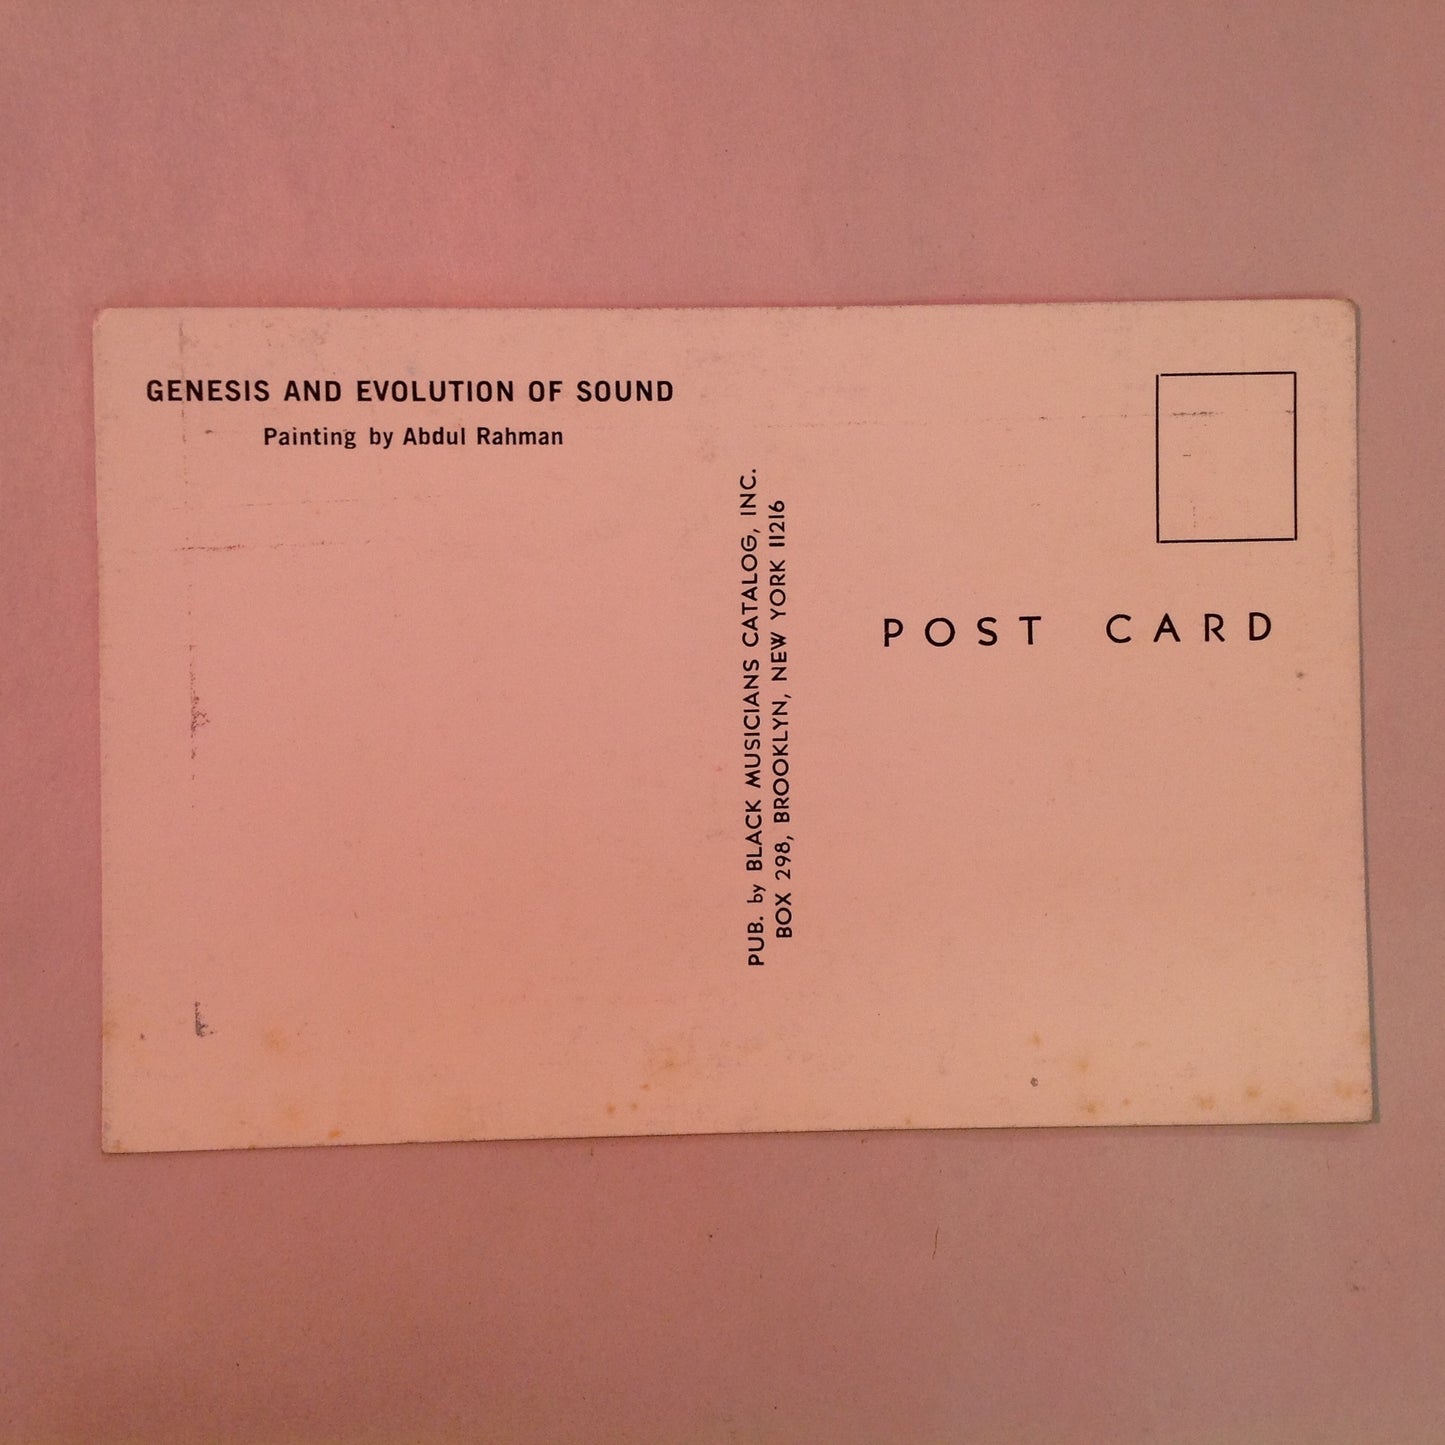 GENESIS AND EVOLUTION OF SOUND
Painting by Abdul Rahman
PUB. by BLACK MUSICIANS CATALOG, INC.
BOX 298, BROOKLYN, NEW YORK 11216
POST CARD